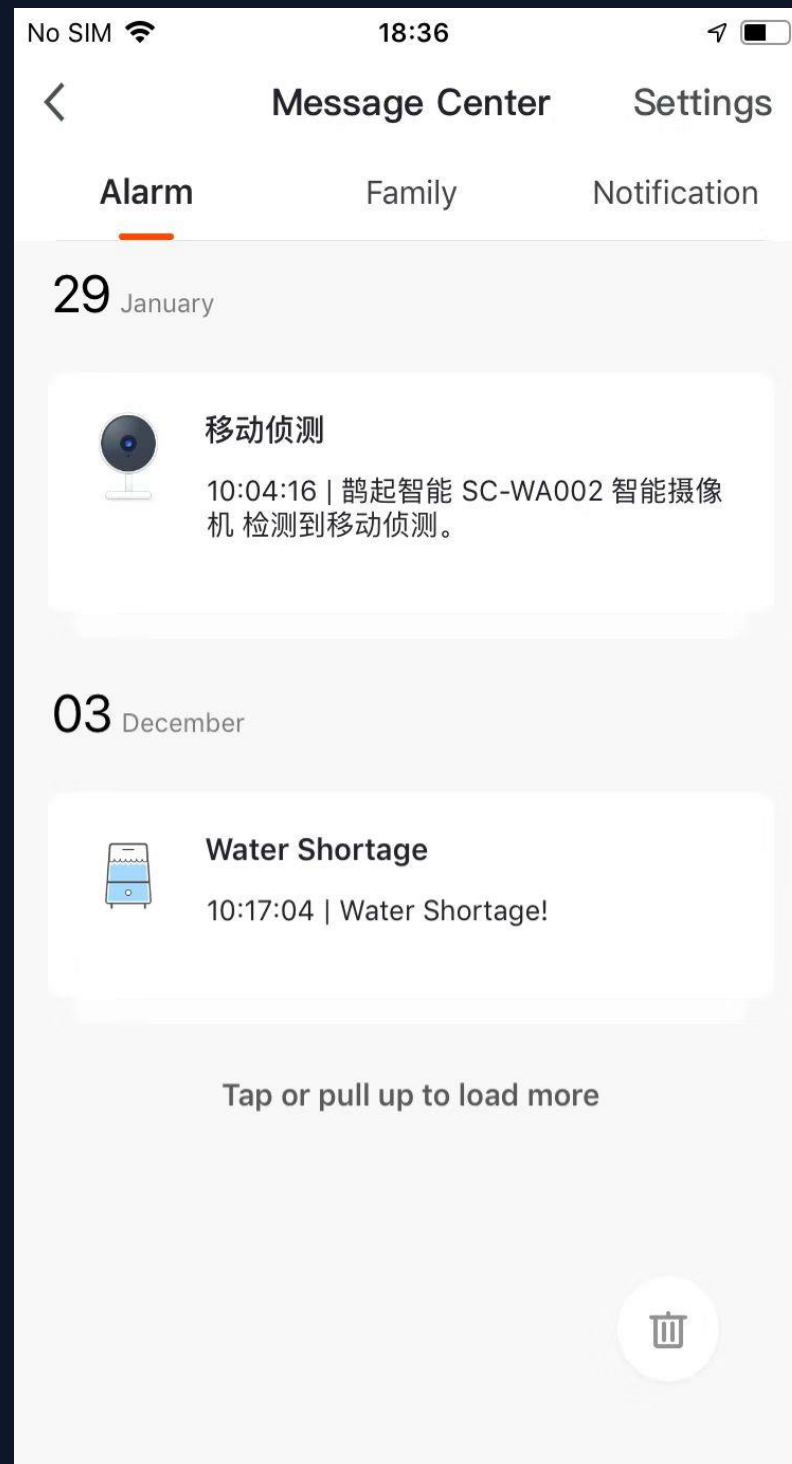 No SIM 18:36
Message Center Settings
Alarm Family Notification
29 January
移动侦测
10:04:16 | 鹊起智能 SC-WA002 智能摄像
机 检测到移动侦测。
03 December
Water Shortage
10:17:04 | Water Shortage!
Tap or pull up to load more